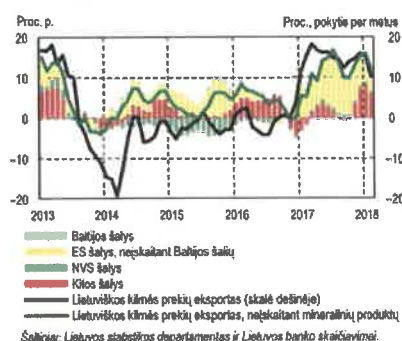 Proc. p.
Proc., pokytis per metus
20 20
10 10
0 0
−10 −10
−20 −20
2013 2014 2015 2016 2017 2018
Baltijos šalys
ES šalys, neįskaitant Baltijos šalių
NVS šalys
Kitos šalys
Lietuviškos kilmės prekių eksportas (skalė dešinėje)
Lietuviškos kilmės prekių eksportas, neįskaitant mineralinių produktų
Šaltiniai: Lietuvos statistikos departamentas ir Lietuvos banko skaičiavimai.